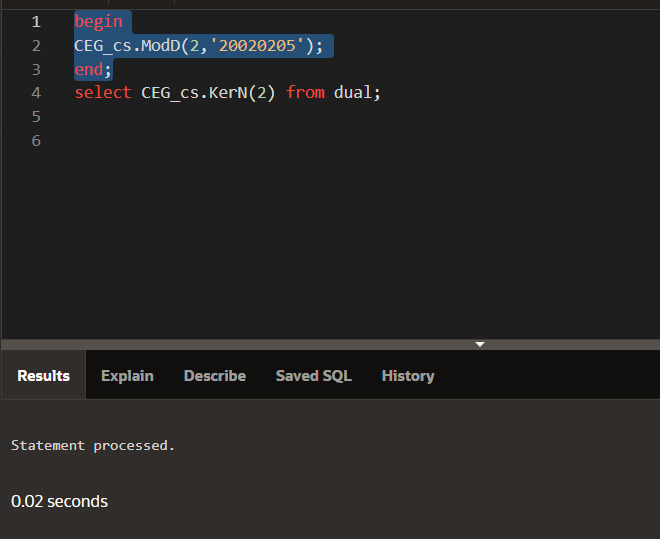 1 begin
2 CEG_cs.ModD(2,'20020205');
3 end;
4 select CEG_cs.KerN(2) from dual;
5
6
Results Explain Describe Saved SQL History
Statement processed.
0.02 seconds